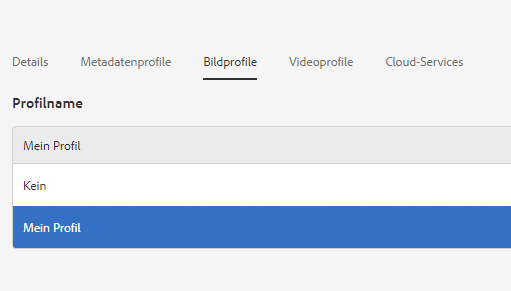 Details Metadatenprofile Bildprofile Videoprofile Cloud-Services
Profilname
Mein Profil
Kein
Mein Profil